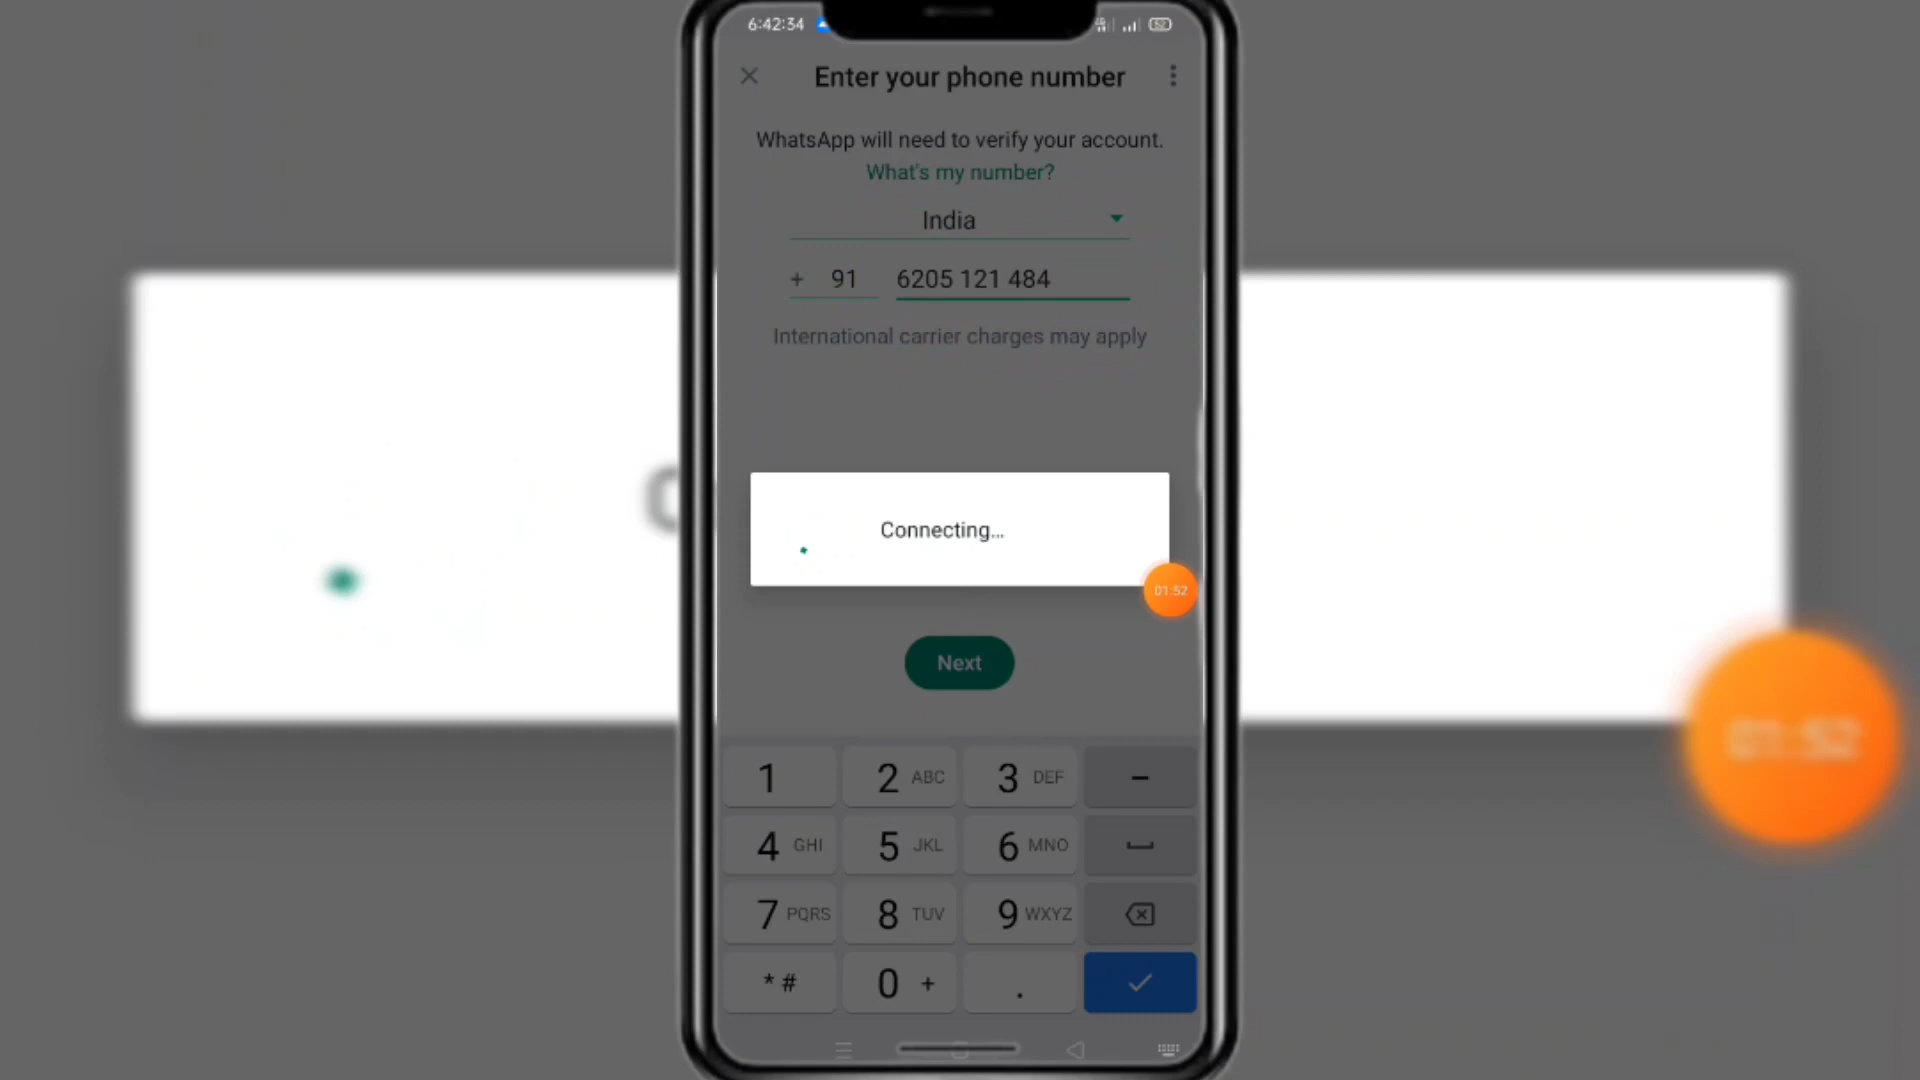 6:42:34
52
Enter your phone number
WhatsApp will need to verify your account.
What's my number?
India
+ 91 6205 121 484
International carrier charges may apply
Connecting...
01:52
Next
1 2 ABC 3 DEF –
4 GHI 5 JKL 6 MNO
7 PQRS 8 TUV 9 WXYZ
* # 0 + .